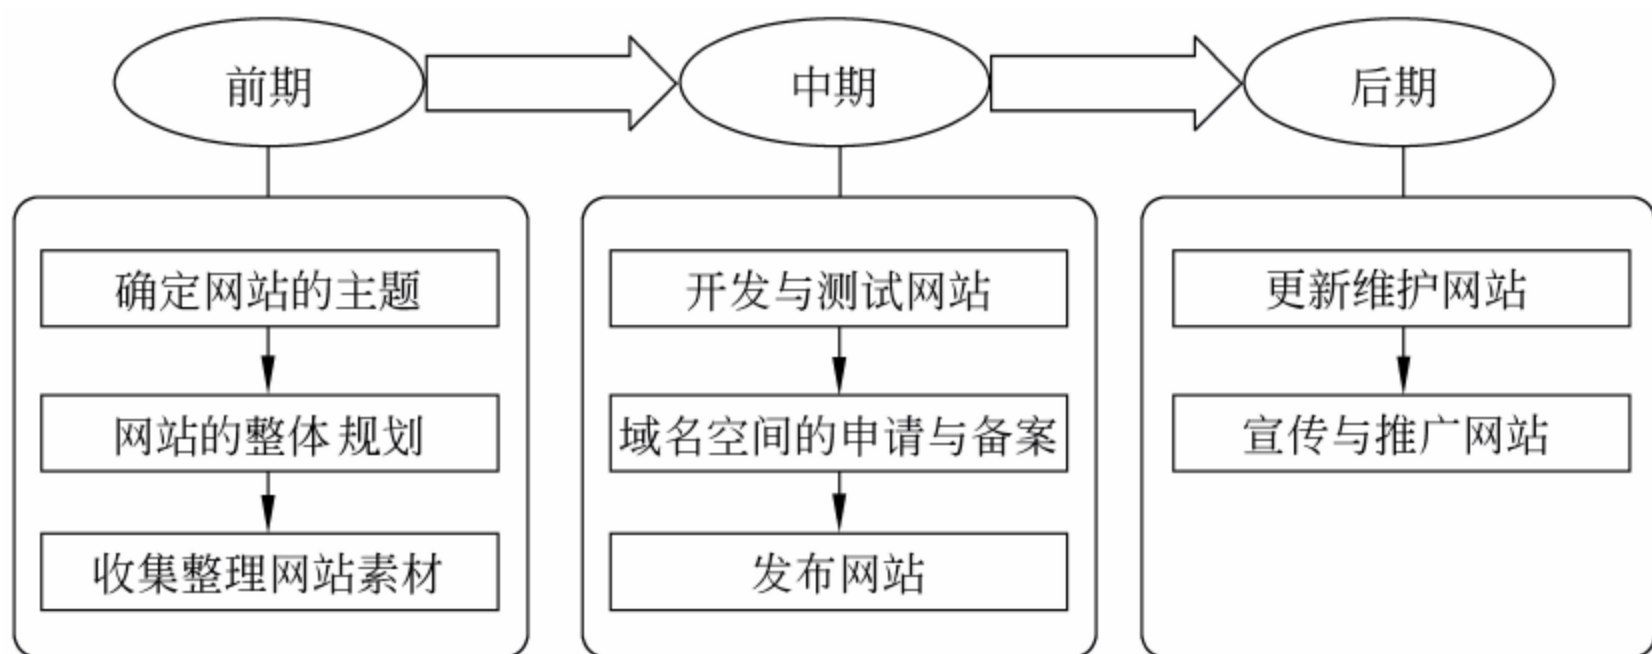 前期
中期
后期
确定网站的主题
网站的整体规划
收集整理网站素材
开发与测试网站
域名空间的申请与备案
发布网站
更新维护网站
宣传与推广网站